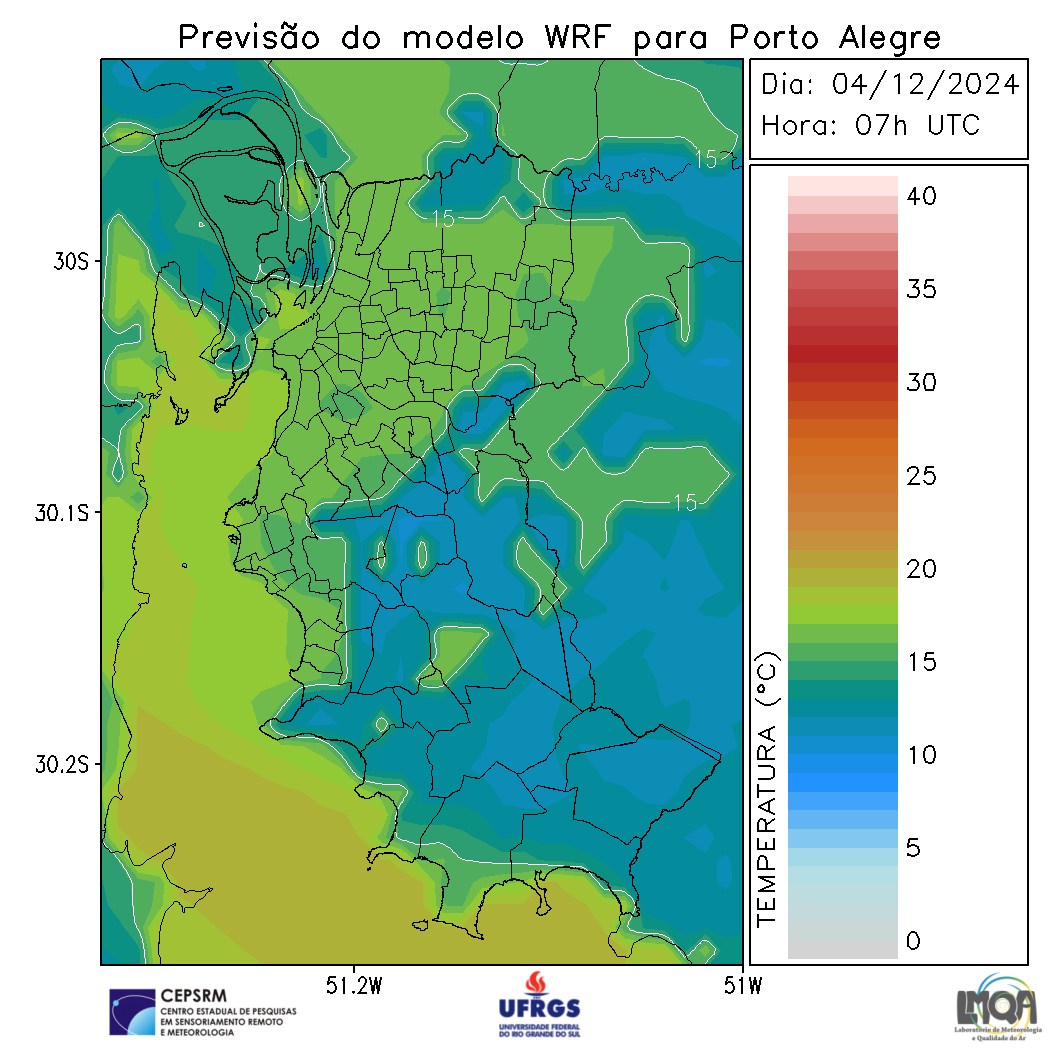 Previsão do modelo WRF para Porto Alegre
Dia: 04/12/2024
Hora: 07h UTC
15
15
15
30S
30.1S
30.2S
51.2W
51W
TEMPERATURA (°C)
40
35
30
25
20
15
10
5
0
CEPSRM
CENTRO ESTADUAL DE PESQUISAS
EM SENSORIAMENTO REMOTO
E METEOROLOGIA
UFRGS
UNIVERSIDADE FEDERAL
DO RIO GRANDE DO SUL
LMQA
Laboratório de Meteorologia
e Qualidade do Ar